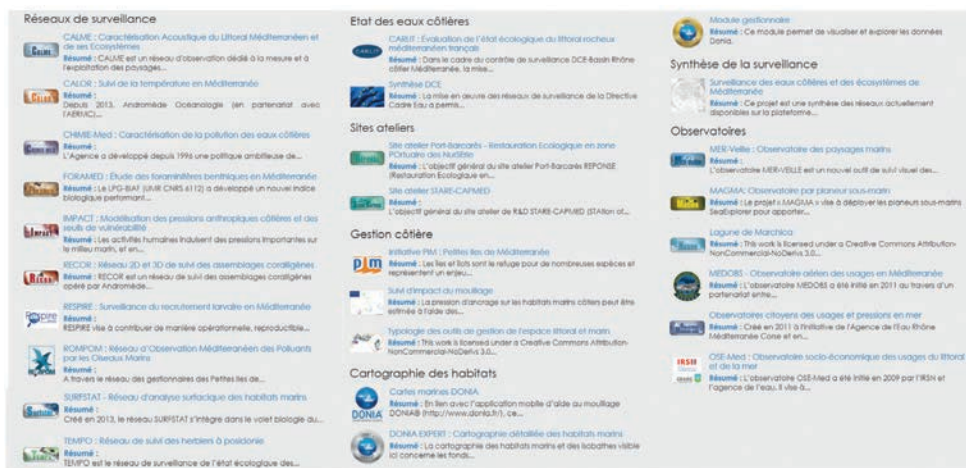 Réseaux de surveillance
CALME : Caractérisation Acoustique du Littoral Méditerranéen et
de ses Ecosystèmes
Résumé : CALME est un réseau d'observation dédié à la mesure et à
l'exploitation des paysages...
CALOR : Suivi de la température en Méditerranée
Résumé :
Depuis 2013, Andromède Océanologie (en partenariat avec
l'AERMC)...
CHIMIE-Med : Caractérisation de la pollution des eaux côtières
Résumé :
L'Agence a développé depuis 1996 une politique ambitieuse de...
FORAMED : Étude des foraminifères benthiques en Méditerranée
Résumé : Le LPG-BIAF (UMR CNRS 6112) a développé un nouvel indice
biologique performant...
IMPACT : Modélisation des pressions anthropiques côtières et des
seuils de vulnérabilité
Résumé : Les activités humaines induisent des pressions importantes sur
le milieu marin, et en...
RECOR : Réseau 2D et 3D de suivi des assemblages coralligènes
Résumé : RECOR est un réseau de suivi des assemblages coralligènes
opéré par Andromède...
RESPIRE : Surveillance du recrutement larvaire en Méditerranée
Résumé :
RESPIRE vise à contribuer de manière opérationnelle, reproductible...
ROMPOM : Réseau d'Observation Méditerranéen des Polluants
par les Oiseaux Marins
Résumé :
A travers le réseau des gestionnaires des Petites Iles de...
SURFSTAT - Réseau d'analyse surfacique des habitats marins
Résumé :
Créé en 2013, le réseau SURFSTAT s'intègre dans le volet biologie du...
TEMPO : Réseau de suivi des herbiers à posidonie
Résumé :
TEMPO est le réseau de surveillance de l'état écologique des...
Etat des eaux côtières
CARLIT
CARLIT : Évaluation de l'état écologique du littoral rocheux
méditerranéen français
Résumé : Dans le cadre du contrôle de surveillance DCE-Bassin Rhône
côtier Méditerranée, la mise...
Synthèse DCE
Résumé : La mise en œuvre des réseaux de surveillance de la Directive
Cadre Eau a permis...
Sites ateliers
Site atelier Port-Barcarès - Restauration Ecologique en zone
POrtuaire des NurSErie
Résumé : L'objectif général du site atelier Port-Barcarès REPONSE
(Restauration Ecologique en...
Site atelier STARE-CAPMED
Résumé :
L'objectif général du site atelier de R&D STARE-CAPMED (STAtion of...
Gestion côtière
pim
Initiative PIM : Petites Iles de Méditerranée
Résumé : Les îles et îlots sont le refuge pour de nombreuses espèces et
représentent un enjeu...
Suivi d'impact du mouillage
Résumé : La pression d'ancrage sur les habitats marins côtiers peut être
estimée à l'aide des...
Typologie des outils de gestion de l'espace littoral et marin
Résumé : This work is licensed under a Creative Commons Attribution-
NonCommercial-NoDerivs 3.0...
Cartographie des habitats
DONIA
Cartes marines DONIA
Résumé : En lien avec l'application mobile d'aide au mouillage
DONIA® (http://www.donia.fr/), ce...
DONIA EXPERT : Cartographie détaillée des habitats marins
Résumé : La cartographie des habitats marins et des isobathes visible
ici concerne les fonds...
Module gestionnaire
Résumé : Ce module permet de visualiser et explorer les données
Donia.
Synthèse de la surveillance
Surveillance des eaux côtières et des écosystèmes de
Méditerranée
Résumé : Ce projet est une synthèse des réseaux actuellement
disponibles sur la plateforme...
Observatoires
MER-Veille : Observatoire des paysages marins
Résumé :
L'observatoire MER-VEILLE est un nouvel outil de suivi visuel des...
MAGMA: Observatoire par planeur sous-marin
Résumé : Le projet « MAGMA » vise à déployer les planeurs sous-marins
SeaExplorer pour apporter...
Lagune de Marchica
Résumé : This work is licensed under a Creative Commons Attribution-
NonCommercial-NoDerivs 3.0...
MEDOBS - Observatoire aérien des usages en Méditerranée
Résumé : L'observatoire MEDOBS a été initié en 2011 au travers d'un
partenariat entre...
Observatoires citoyens des usages et pressions en mer
Résumé : Créé en 2011 à l'initiative de l'Agence de l'Eau Rhône
Méditerranée Corse et en...
IRSN
OSE-Med : Observatoire socio-économique des usages du littoral
et de la mer
Résumé : L'observatoire OSE-Med a été initié en 2009 par l'IRSN et
l'agence de l'eau. Il vise à...